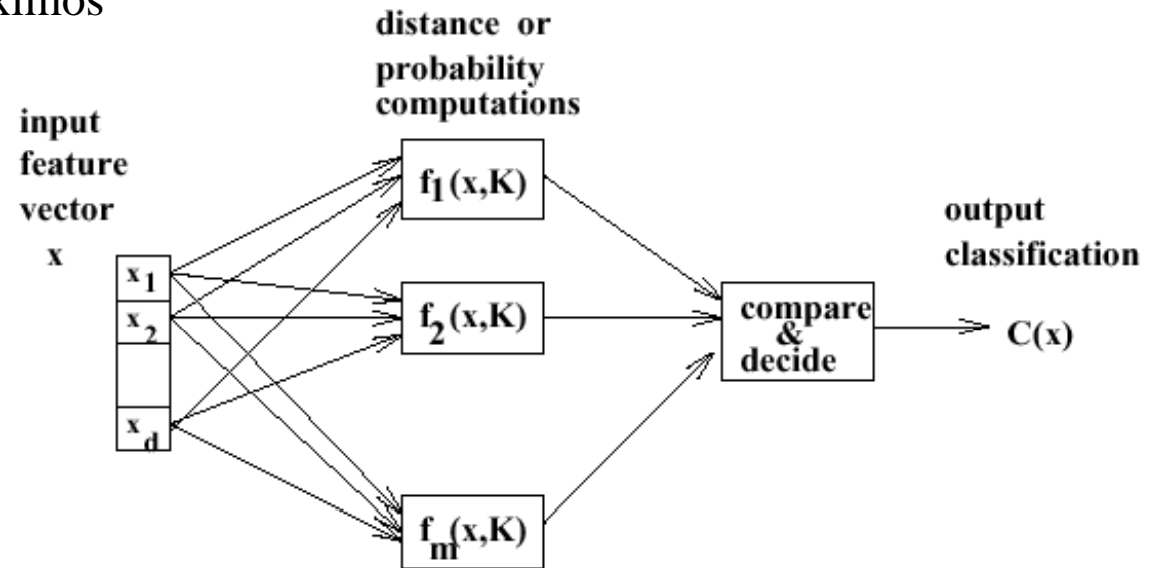 distance or
probability
computations
input
feature
vector
x
x1
x2
xd
f1(x,K)
f2(x,K)
fm(x,K)
compare
&
decide
output
classification
C(x)